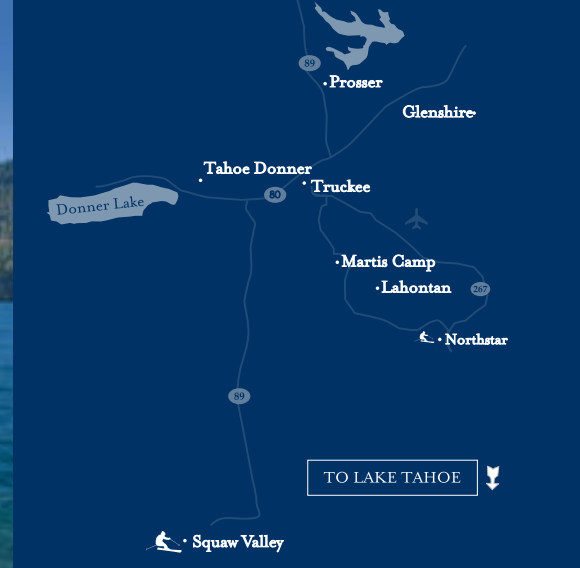 89
Prosser
Glenshire
Tahoe Donner
Truckee
80
Donner Lake
Martis Camp
Lahontan
267
Northstar
89
TO LAKE TAHOE
Squaw Valley